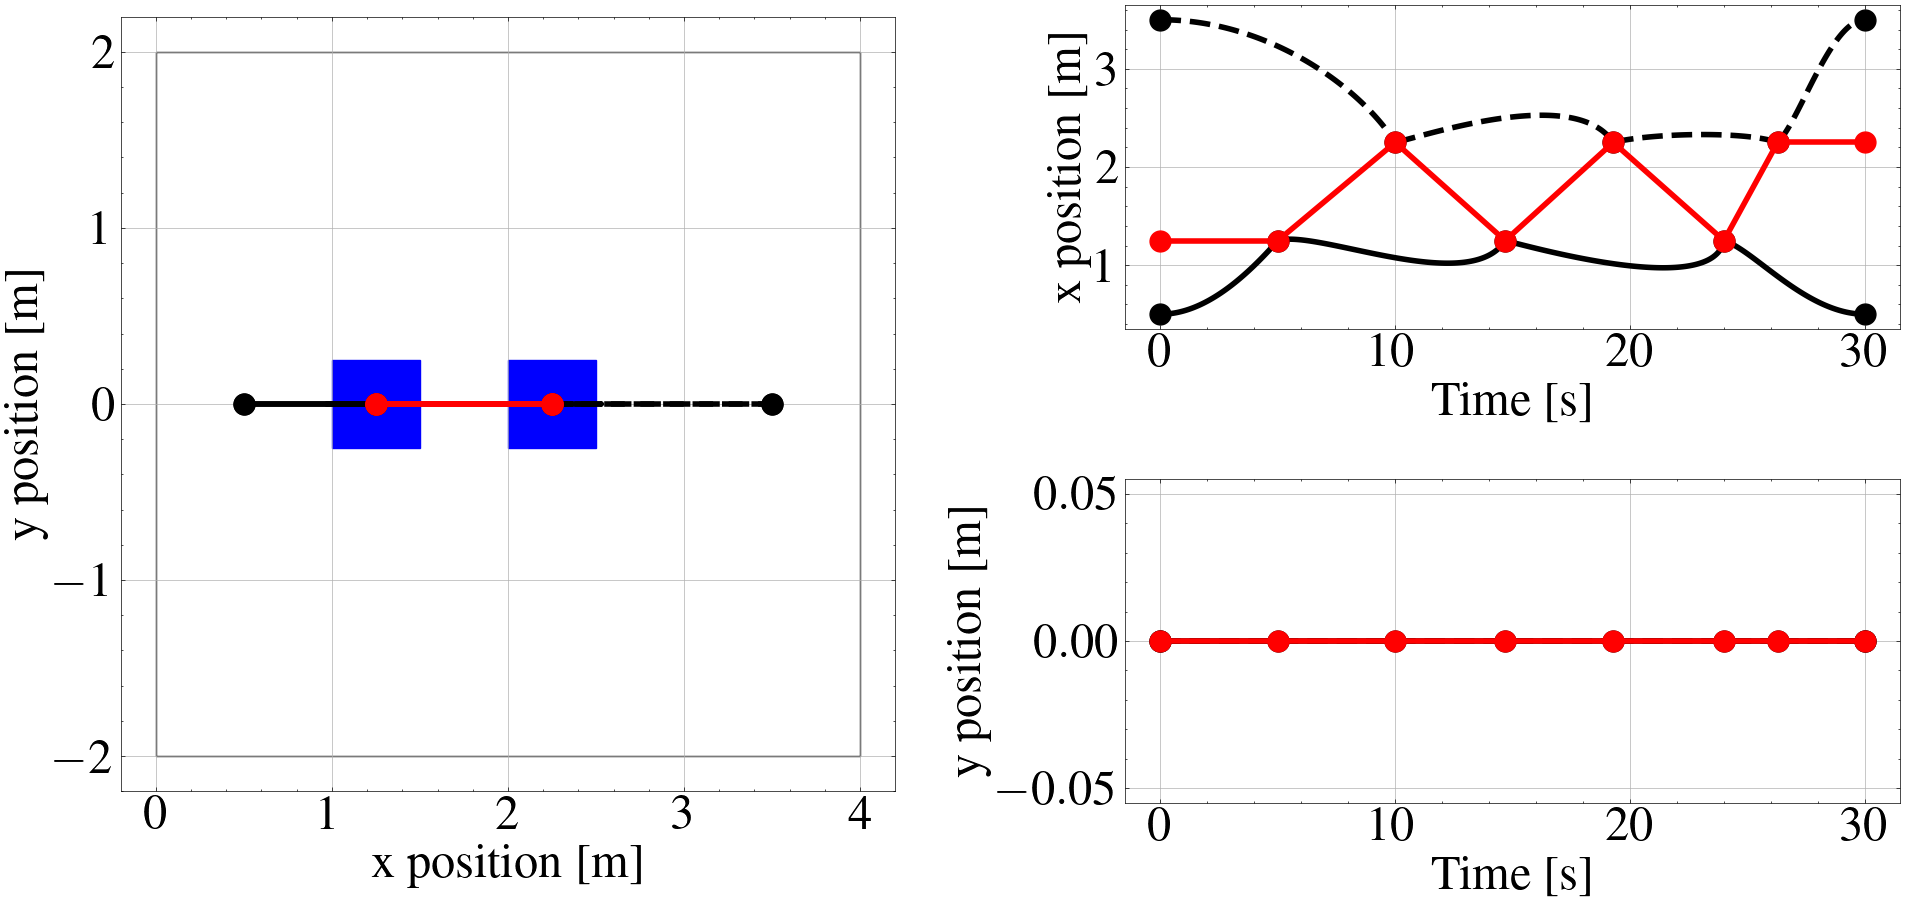 2
1
0
−1
−2
y position [m]
0 1 2 3 4
x position [m]
3
2
1
x position [m]
0 10 20 30
Time [s]
0.05
0.00
−0.05
y position [m]
0 10 20 30
Time [s]